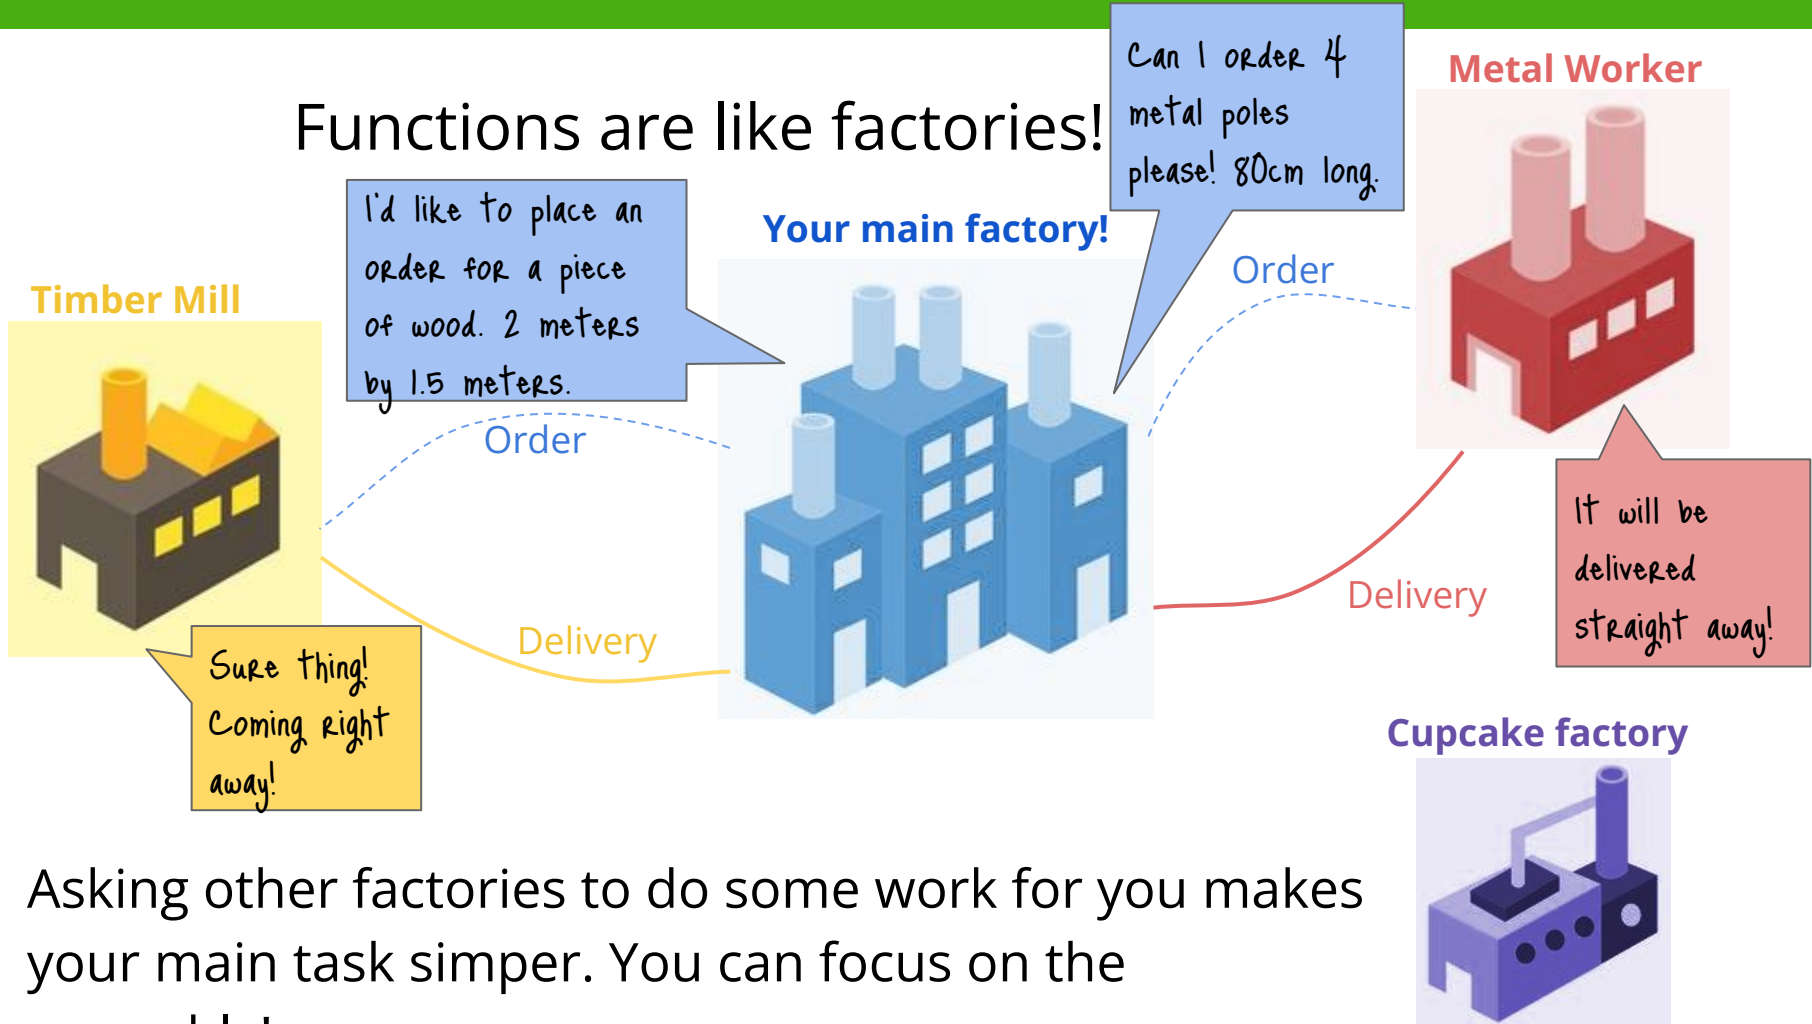 Functions are like factories!
Can I order 4
metal poles
please! 80cm long.
Metal Worker
I'd like to place an
order for a piece
of wood. 2 meters
by 1.5 meters.
Your main factory!
Order
Timber Mill
Order
Delivery
Delivery
It will be
delivered
straight away!
Sure thing!
Coming right
away!
Cupcake factory
Asking other factories to do some work for you makes
your main task simper. You can focus on the